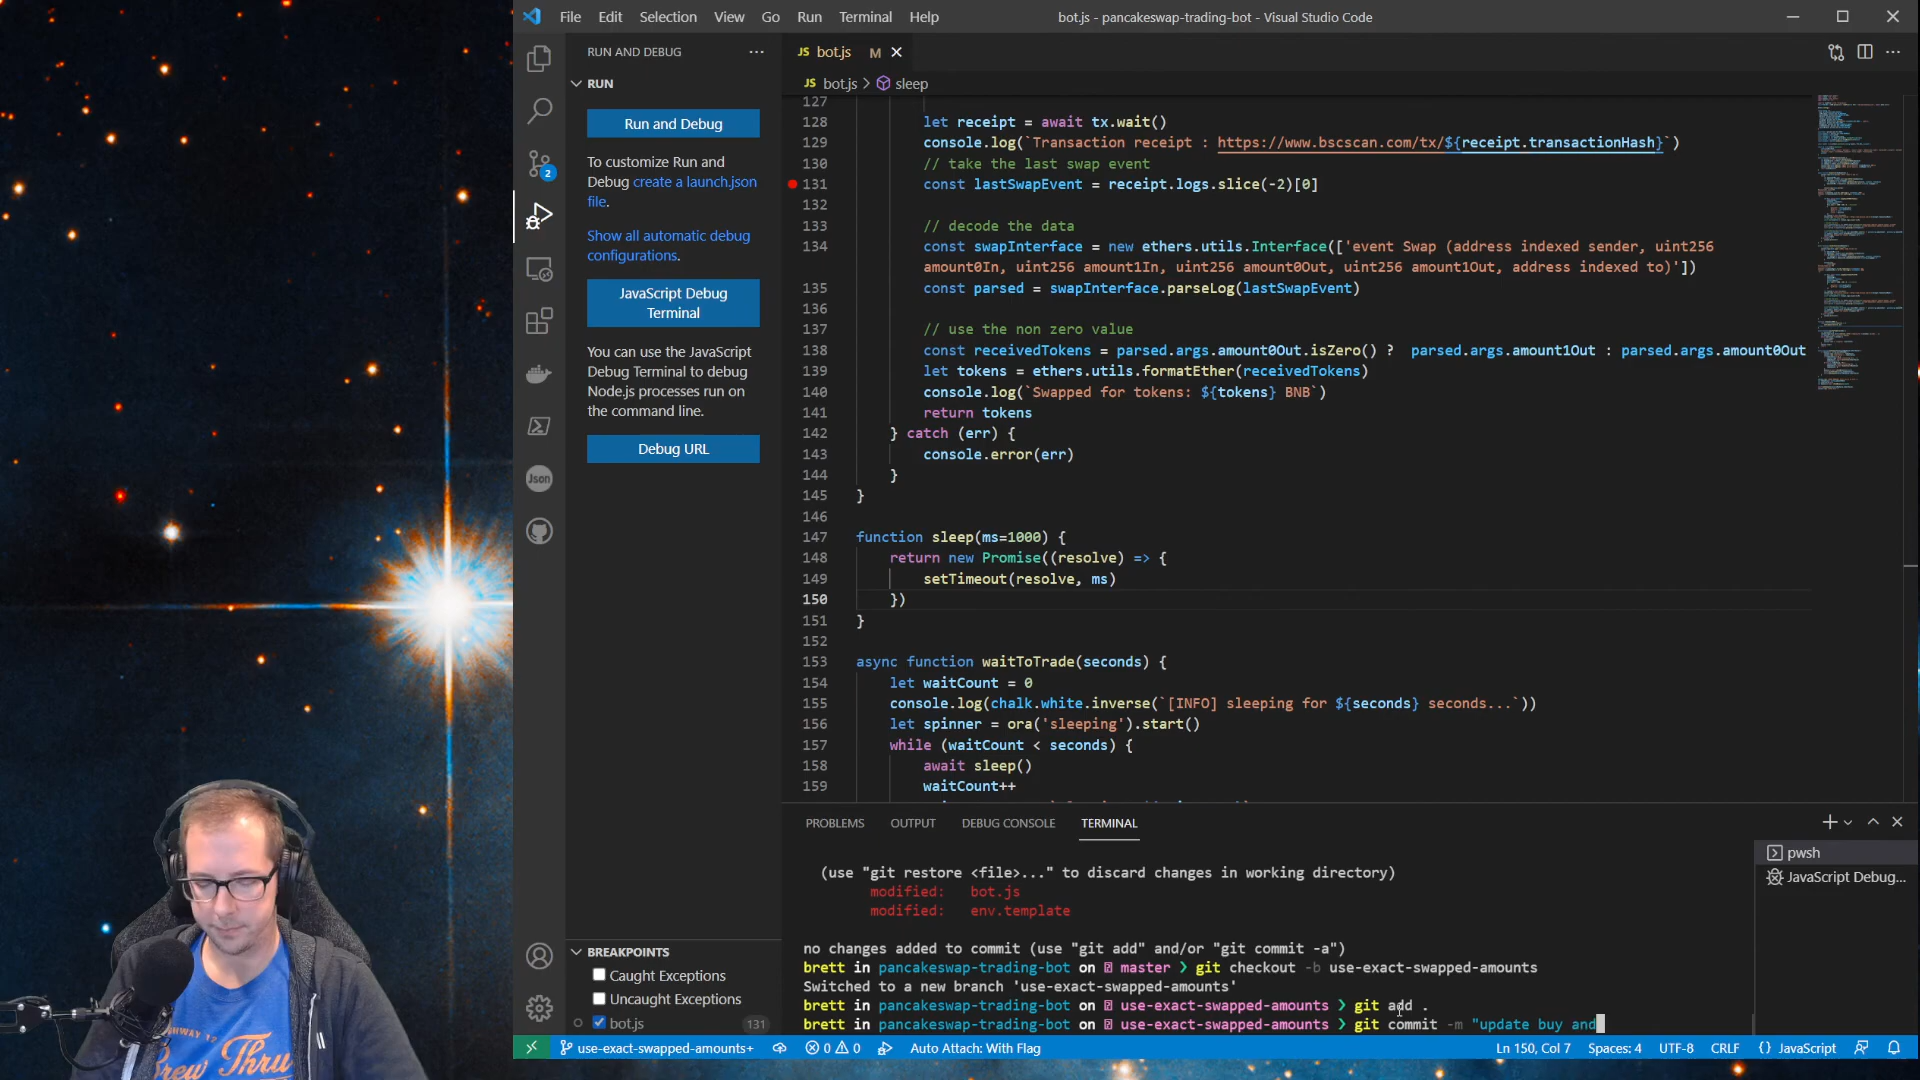 File Edit Selection View Go Run Terminal Help
bot.js - pancakeswap-trading-bot - Visual Studio Code
RUN AND DEBUG ...
JS bot.js M
RUN
JS bot.js > sleep
Run and Debug
To customize Run and
Debug create a launch.json
file.
Show all automatic debug
configurations.
JavaScript Debug
Terminal
You can use the JavaScript
Debug Terminal to debug
Node.js processes run on
the command line.
Debug URL
2
Json
127
128 let receipt = await tx.wait()
129 console.log(`Transaction receipt : https://www.bscscan.com/tx/${receipt.transactionHash}`)
130 // take the last swap event
131 const lastSwapEvent = receipt.logs.slice(-2)[0]
132
133 // decode the data
134 const swapInterface = new ethers.utils.Interface(['event Swap (address indexed sender, uint256
amount0In, uint256 amount1In, uint256 amount0Out, uint256 amount1Out, address indexed to)'])
135 const parsed = swapInterface.parseLog(lastSwapEvent)
136
137 // use the non zero value
138 const receivedTokens = parsed.args.amount0Out.isZero() ?  parsed.args.amount1Out : parsed.args.amount0Out
139 let tokens = ethers.utils.formatEther(receivedTokens)
140 console.log(`Swapped for tokens: ${tokens} BNB`)
141 return tokens
142 } catch (err) {
143 console.error(err)
144 }
145 }
146
147 function sleep(ms=1000) {
148 return new Promise((resolve) => {
149 setTimeout(resolve, ms)
150 })
151 }
152
153 async function waitToTrade(seconds) {
154 let waitCount = 0
155 console.log(chalk.white.inverse(`[INFO] sleeping for ${seconds} seconds...`))
156 let spinner = ora('sleeping').start()
157 while (waitCount < seconds) {
158 await sleep()
159 waitCount++
PROBLEMS OUTPUT DEBUG CONSOLE TERMINAL
pwsh
JavaScript Debug...
(use "git restore <file>..." to discard changes in working directory)
modified: bot.js
modified: env.template
no changes added to commit (use "git add" and/or "git commit -a")
brett in pancakeswap-trading-bot on master ❯ git checkout -b use-exact-swapped-amounts
Switched to a new branch 'use-exact-swapped-amounts'
brett in pancakeswap-trading-bot on use-exact-swapped-amounts ❯ git add .
brett in pancakeswap-trading-bot on use-exact-swapped-amounts ❯ git commit -m "update buy and
BREAKPOINTS
Caught Exceptions
Uncaught Exceptions
bot.js 131
use-exact-swapped-amounts+ 0 0 Auto Attach: With Flag Ln 150, Col 7 Spaces: 4 UTF-8 CRLF {} JavaScript
Brew Thru